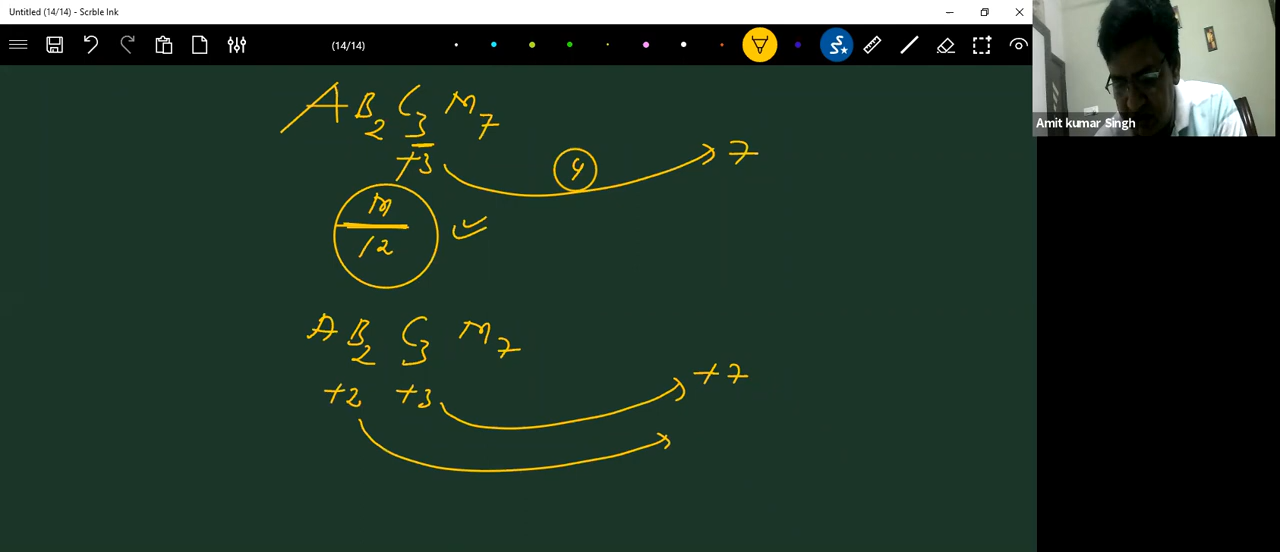 Untitled (14/14) - Scrble Ink
(14/14)
Amit kumar Singh
A B2 C3 M7
+3
4
7
M
12
A B2 C3 M7
+2 +3
+7